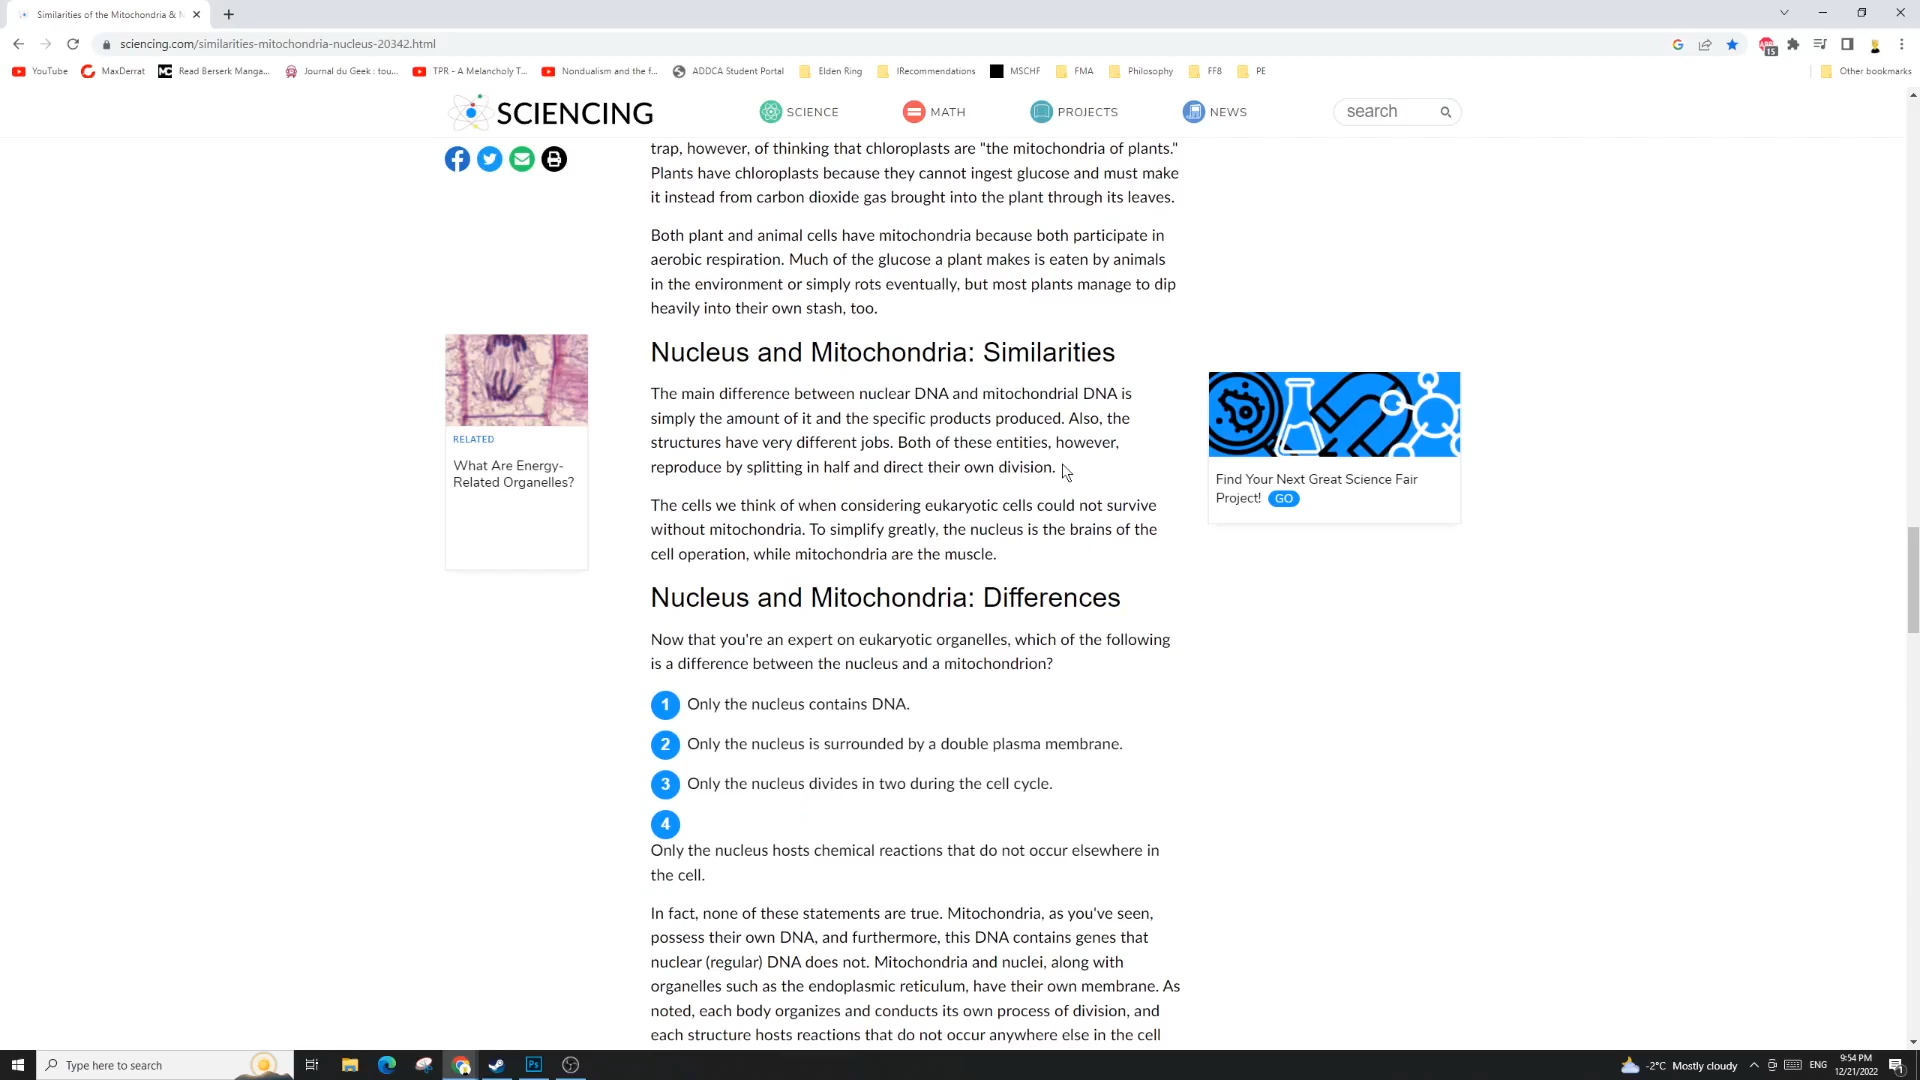 Similarities of the Mitochondria &
sciencing.com/similarities-mitochondria-nucleus-20342.html
15
YouTube
MaxDerrat
Read Berserk Manga...
Journal du Geek : tou...
TPR - A Melancholy T...
Nondualism and the f...
ADDCA Student Portal
Elden Ring
IRecommendations
MSCHF
FMA
Philosophy
FF8
PE
Other bookmarks
SCIENCING
SCIENCE
MATH
PROJECTS
NEWS
search
trap, however, of thinking that chloroplasts are "the mitochondria of plants."
Plants have chloroplasts because they cannot ingest glucose and must make
it instead from carbon dioxide gas brought into the plant through its leaves.
Both plant and animal cells have mitochondria because both participate in
aerobic respiration. Much of the glucose a plant makes is eaten by animals
in the environment or simply rots eventually, but most plants manage to dip
heavily into their own stash, too.
RELATED
What Are Energy-
Related Organelles?
Nucleus and Mitochondria: Similarities
The main difference between nuclear DNA and mitochondrial DNA is
simply the amount of it and the specific products produced. Also, the
structures have very different jobs. Both of these entities, however,
reproduce by splitting in half and direct their own division.
The cells we think of when considering eukaryotic cells could not survive
without mitochondria. To simplify greatly, the nucleus is the brains of the
cell operation, while mitochondria are the muscle.
Find Your Next Great Science Fair
Project! GO
Nucleus and Mitochondria: Differences
Now that you're an expert on eukaryotic organelles, which of the following
is a difference between the nucleus and a mitochondrion?
1 Only the nucleus contains DNA.
2 Only the nucleus is surrounded by a double plasma membrane.
3 Only the nucleus divides in two during the cell cycle.
4
Only the nucleus hosts chemical reactions that do not occur elsewhere in
the cell.
In fact, none of these statements are true. Mitochondria, as you've seen,
possess their own DNA, and furthermore, this DNA contains genes that
nuclear (regular) DNA does not. Mitochondria and nuclei, along with
organelles such as the endoplasmic reticulum, have their own membrane. As
noted, each body organizes and conducts its own process of division, and
each structure hosts reactions that do not occur anywhere else in the cell
Type here to search
Ps
-2°C Mostly cloudy
ENG
9:54 PM
12/21/2022